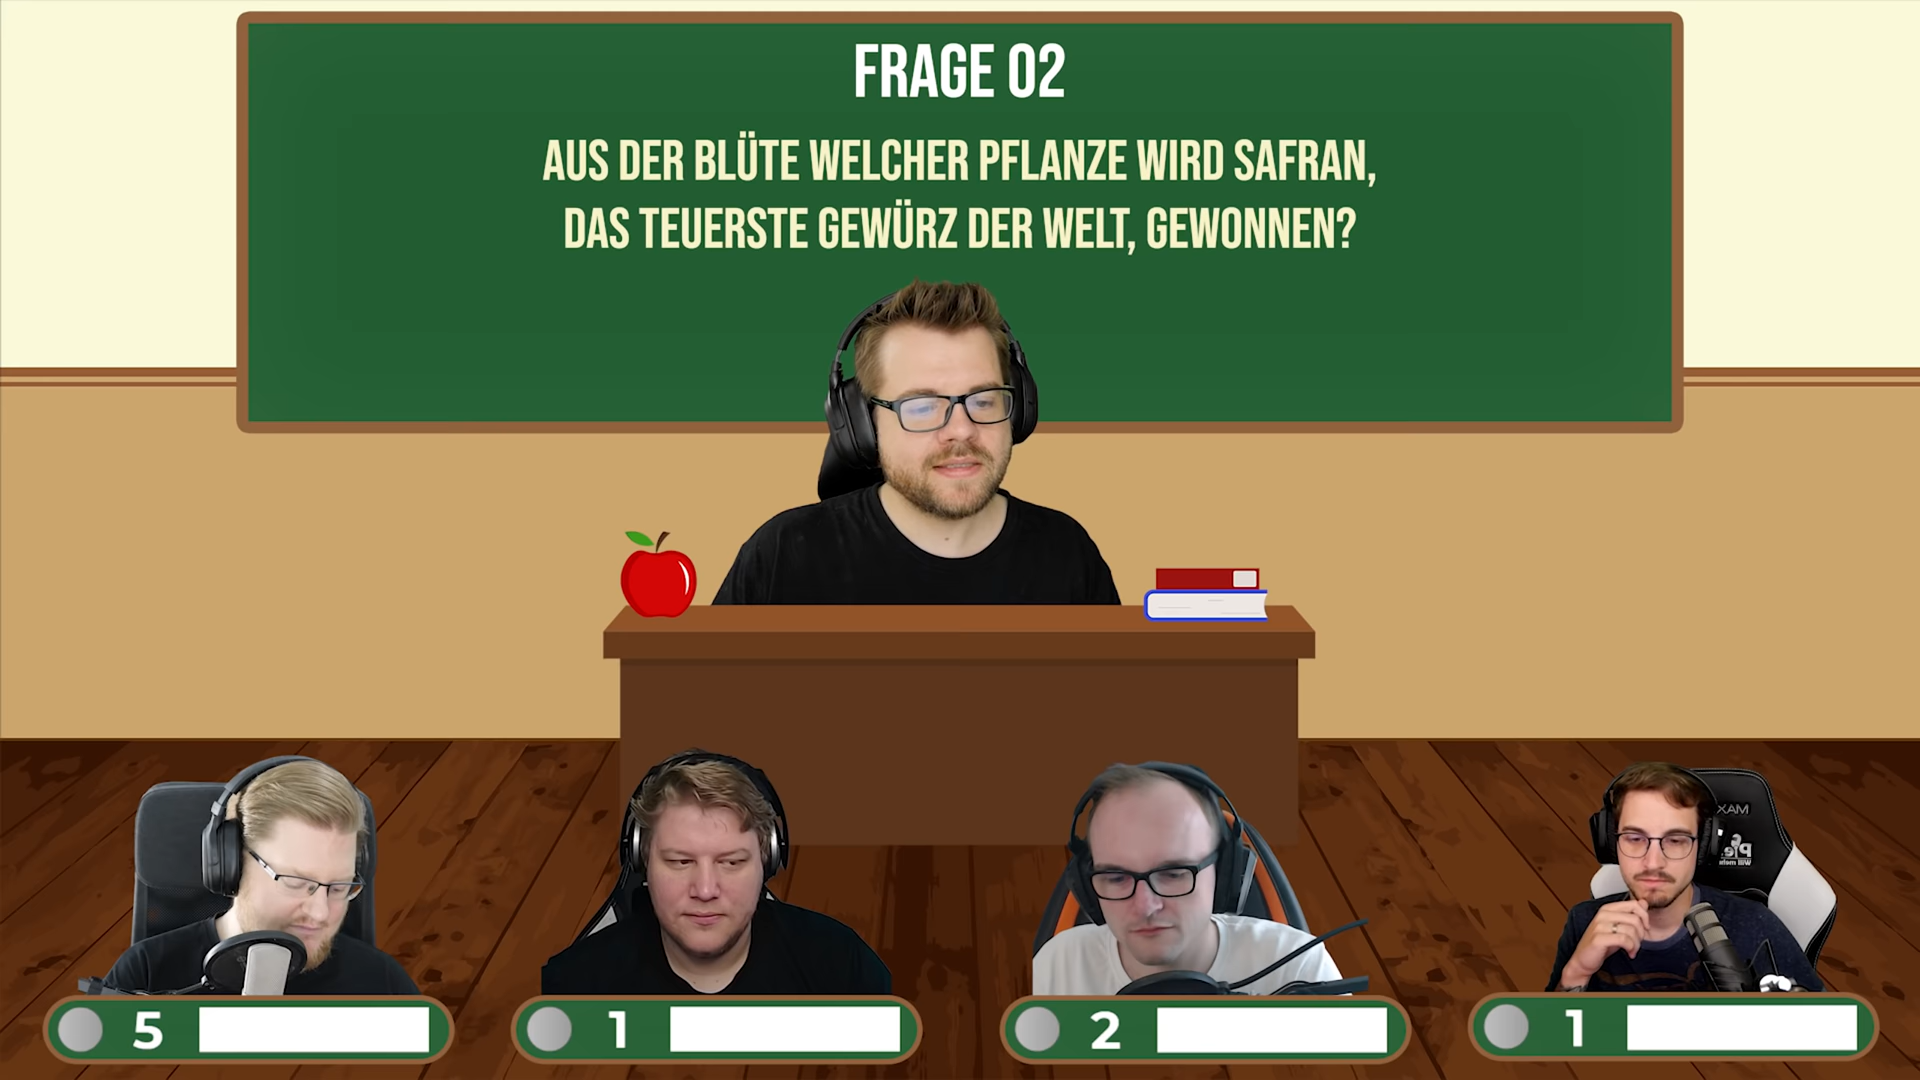 FRAGE 02
AUS DER BLÜTE WELCHER PFLANZE WIRD SAFRAN,
DAS TEUERSTE GEWÜRZ DER WELT, GEWONNEN?
5
1
2
1